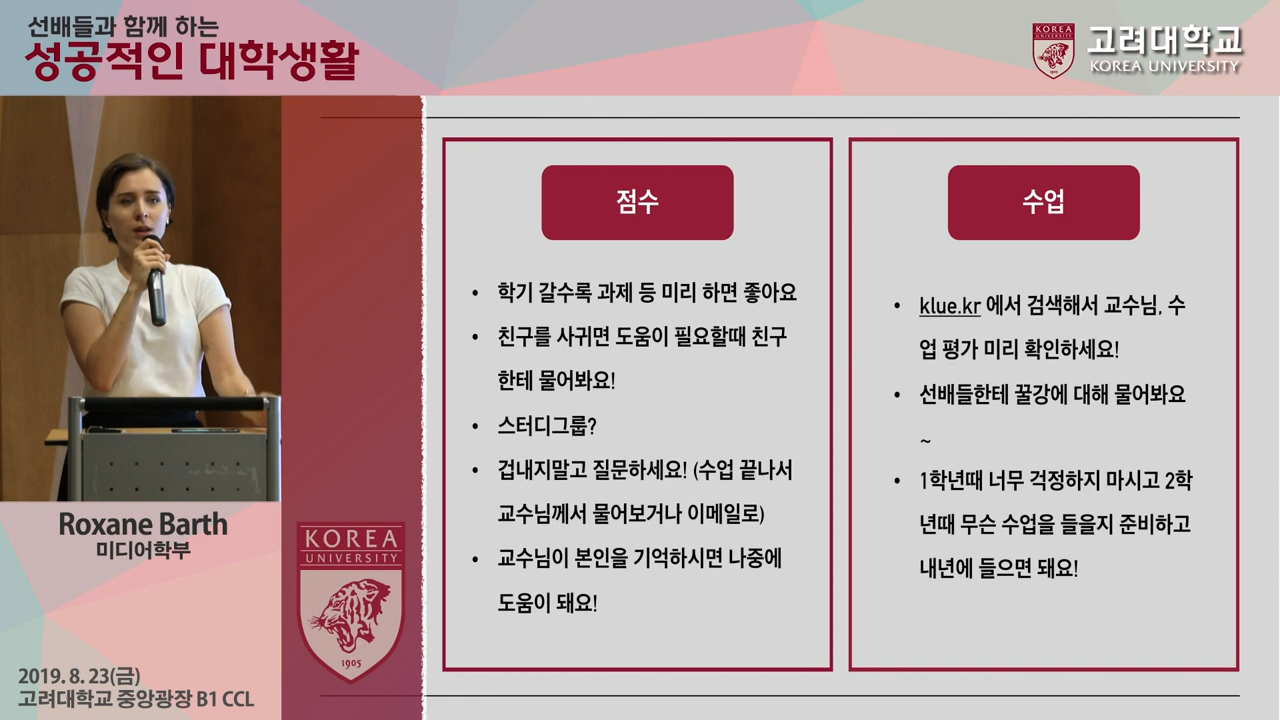 선배들과 함께 하는
성공적인 대학생활
KOREA
UNIVERSITY
1905
고려대학교
KOREA UNIVERSITY
점수
• 학기 갈수록 과제 등 미리 하면 좋아요
• 친구를 사귀면 도움이 필요할때 친구
한테 물어봐요!
• 스터디그룹?
• 겁내지말고 질문하세요! (수업 끝나서
교수님께서 물어보거나 이메일로)
• 교수님이 본인을 기억하시면 나중에
도움이 돼요!
수업
• klue.kr 에서 검색해서 교수님, 수
업 평가 미리 확인하세요!
• 선배들한테 꿀강에 대해 물어봐요
~
• 1학년때 너무 걱정하지 마시고 2학
년때 무슨 수업을 들을지 준비하고
내년에 들으면 돼요!
Roxane Barth
미디어학부
KOREA
UNIVERSITY
1905
2019. 8. 23(금)
고려대학교 중앙광장 B1 CCL